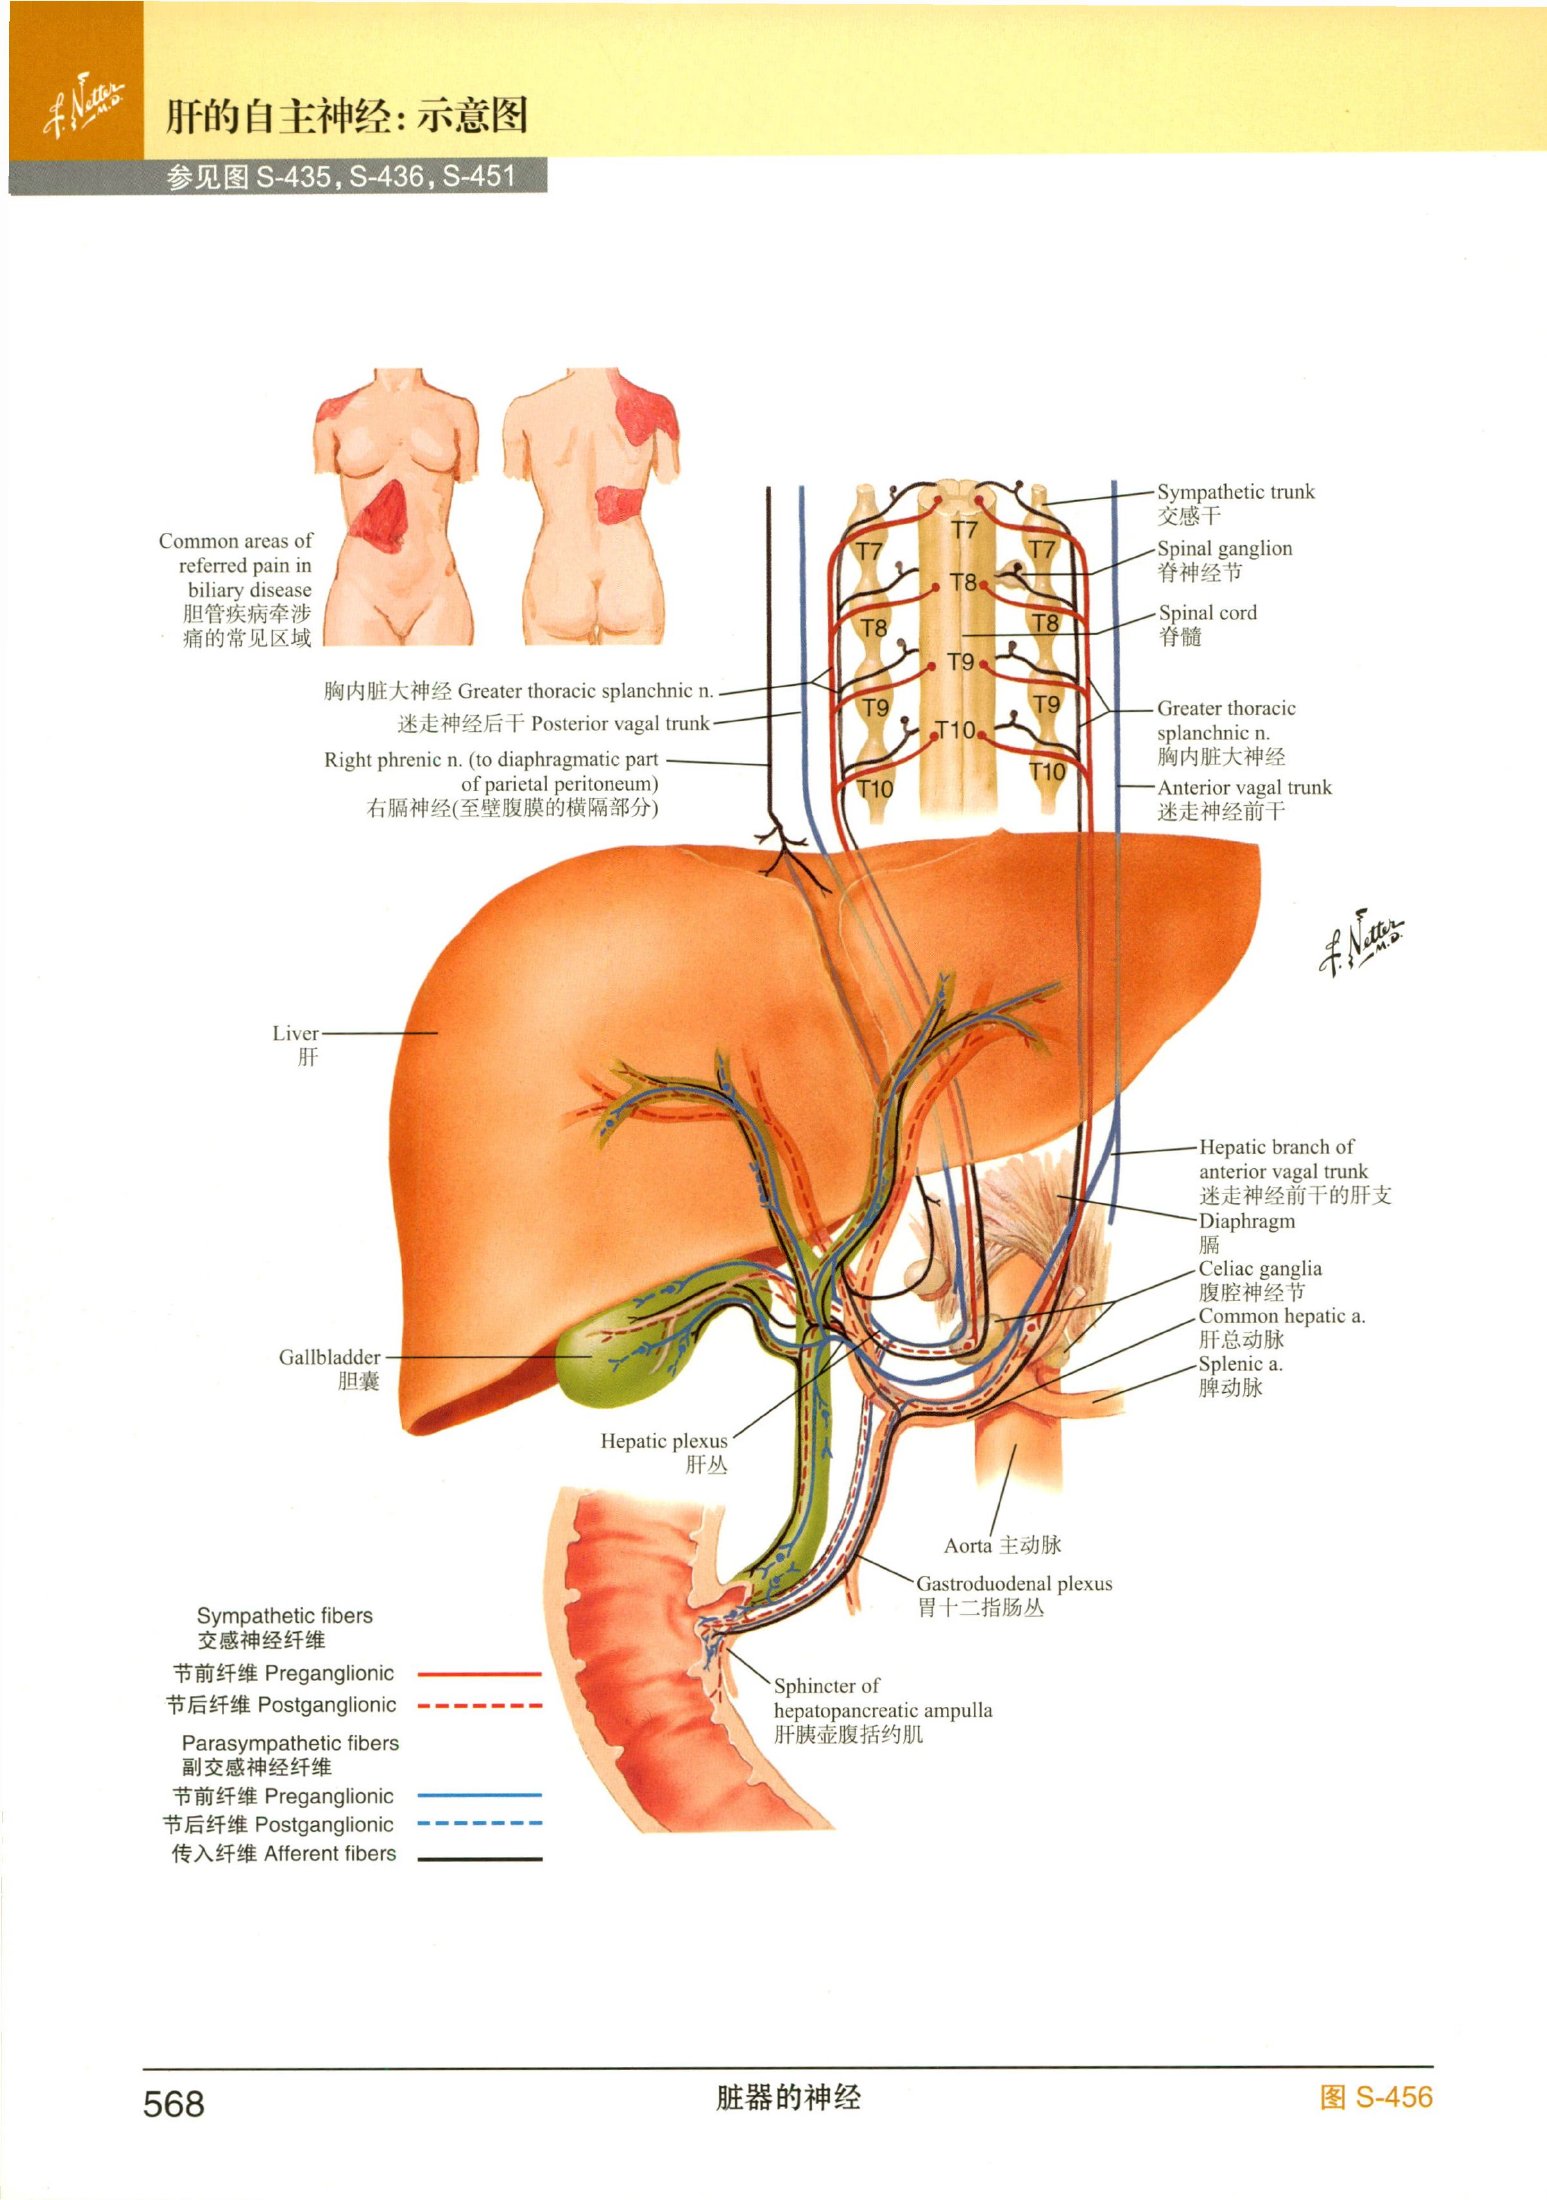 F. Netter M.D.
肝的自主神经：示意图
参见图 S-435, S-436, S-451
Common areas of
referred pain in
biliary disease
胆管疾病牵涉
痛的常见区域
胸内脏大神经 Greater thoracic splanchnic n.
迷走神经后干 Posterior vagal trunk
Right phrenic n. (to diaphragmatic part
of parietal peritoneum)
右膈神经(至壁腹膜的横隔部分)
T7
T7
T7
T8
T8
T8
T9
T9
T9
T10
T10
T10
Sympathetic trunk
交感干
Spinal ganglion
脊神经节
Spinal cord
脊髓
Greater thoracic
splanchnic n.
胸内脏大神经
Anterior vagal trunk
迷走神经前干
F. Netter M.D.
Liver
肝
Hepatic branch of
anterior vagal trunk
迷走神经前干的肝支
Diaphragm
膈
Celiac ganglia
腹腔神经节
Common hepatic a.
肝总动脉
Splenic a.
脾动脉
Gallbladder
胆囊
Hepatic plexus
肝丛
Aorta 主动脉
Gastroduodenal plexus
胃十二指肠丛
Sphincter of
hepatopancreatic ampulla
肝胰壶腹括约肌
Sympathetic fibers
交感神经纤维
节前纤维 Preganglionic
节后纤维 Postganglionic
Parasympathetic fibers
副交感神经纤维
节前纤维 Preganglionic
节后纤维 Postganglionic
传入纤维 Afferent fibers
568
脏器的神经
图 S-456